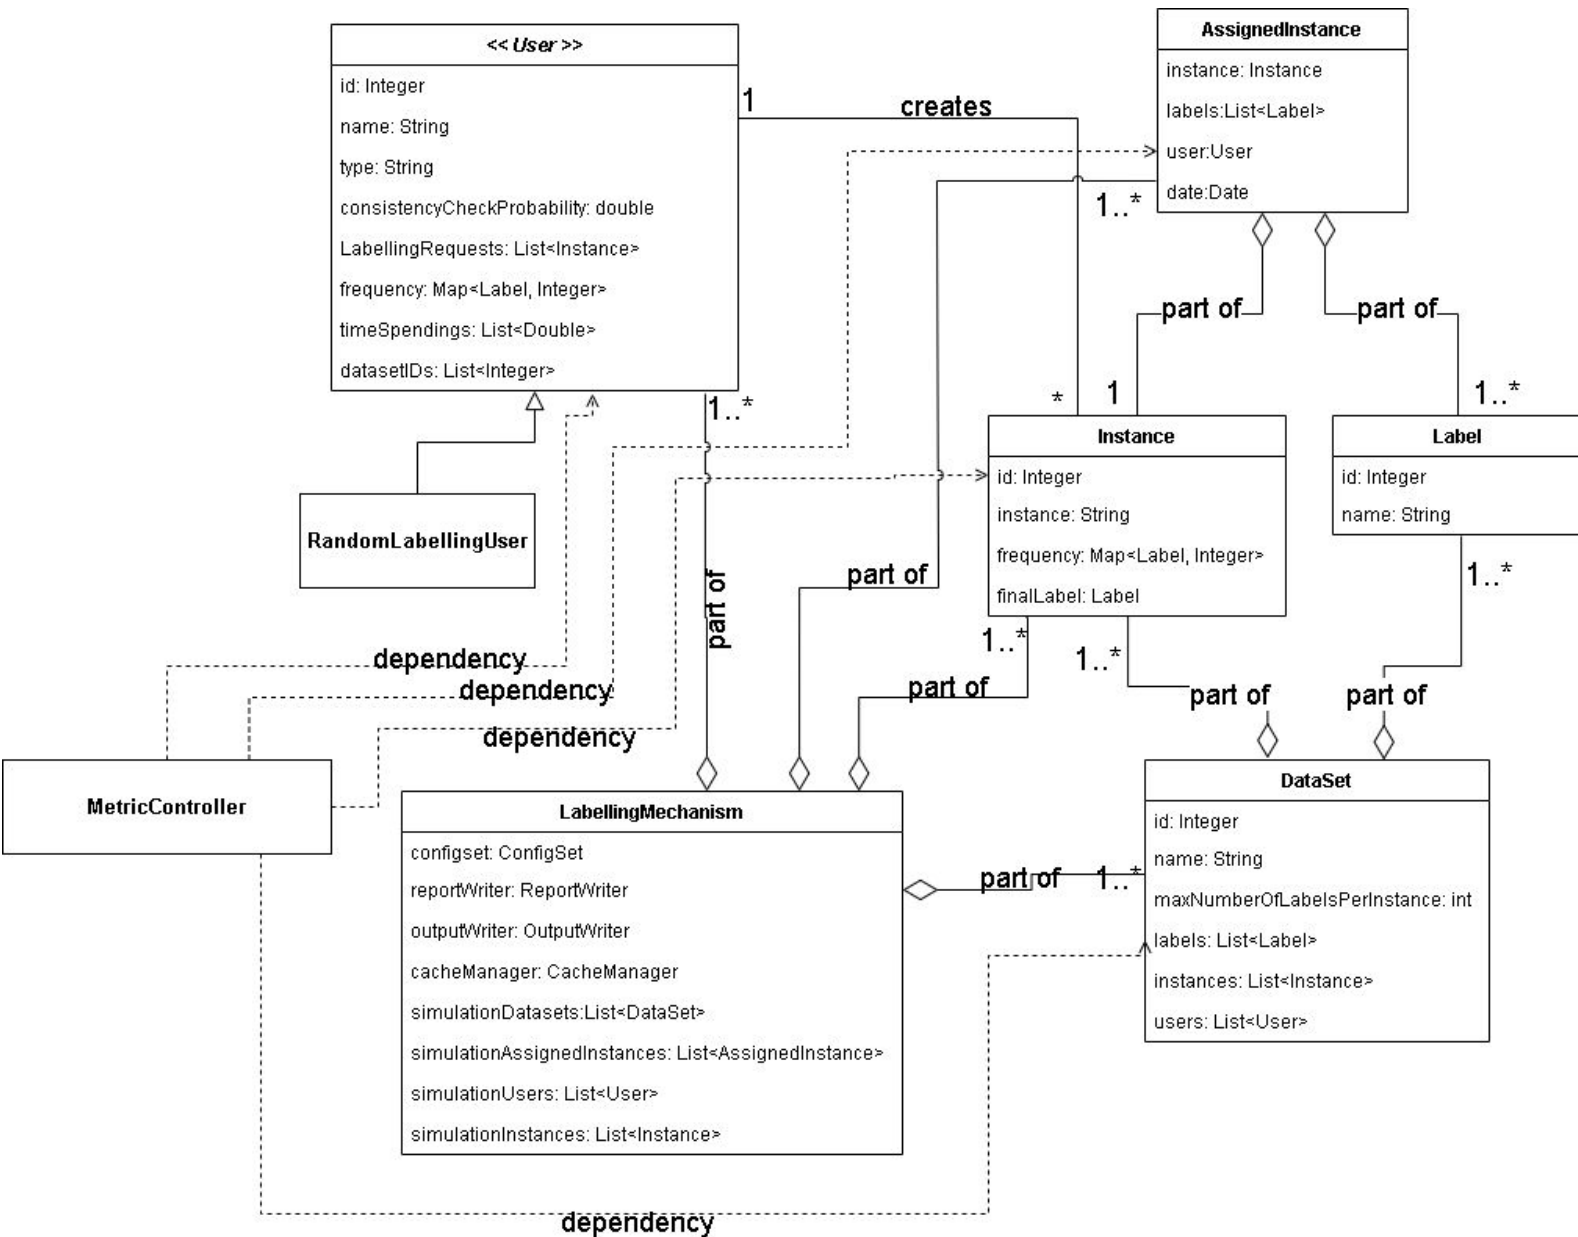 << User >>
id: Integer
name: String
type: String
consistencyCheckProbability: double
LabellingRequests: List<Instance>
frequency: Map<Label, Integer>
timeSpendings: List<Double>
datasetIDs: List<Integer>
AssignedInstance
instance: Instance
labels:List<Label>
user:User
date:Date
1
creates
1..*
part of
part of
*
1
1..*
1..*
RandomLabellingUser
Instance
id: Integer
instance: String
frequency: Map<Label, Integer>
finalLabel: Label
Label
id: Integer
name: String
part of
part of
1..*
1..*
1..*
dependency
dependency
dependency
part of
part of
part of
MetricController
LabellingMechanism
configset: ConfigSet
reportWriter: ReportWriter
outputWriter: OutputWriter
cacheManager: CacheManager
simulationDatasets:List<DataSet>
simulationAssignedInstances: List<AssignedInstance>
simulationUsers: List<User>
simulationInstances: List<Instance>
part of
1..*
DataSet
id: Integer
name: String
maxNumberOfLabelsPerInstance: int
labels: List<Label>
instances: List<Instance>
users: List<User>
dependency